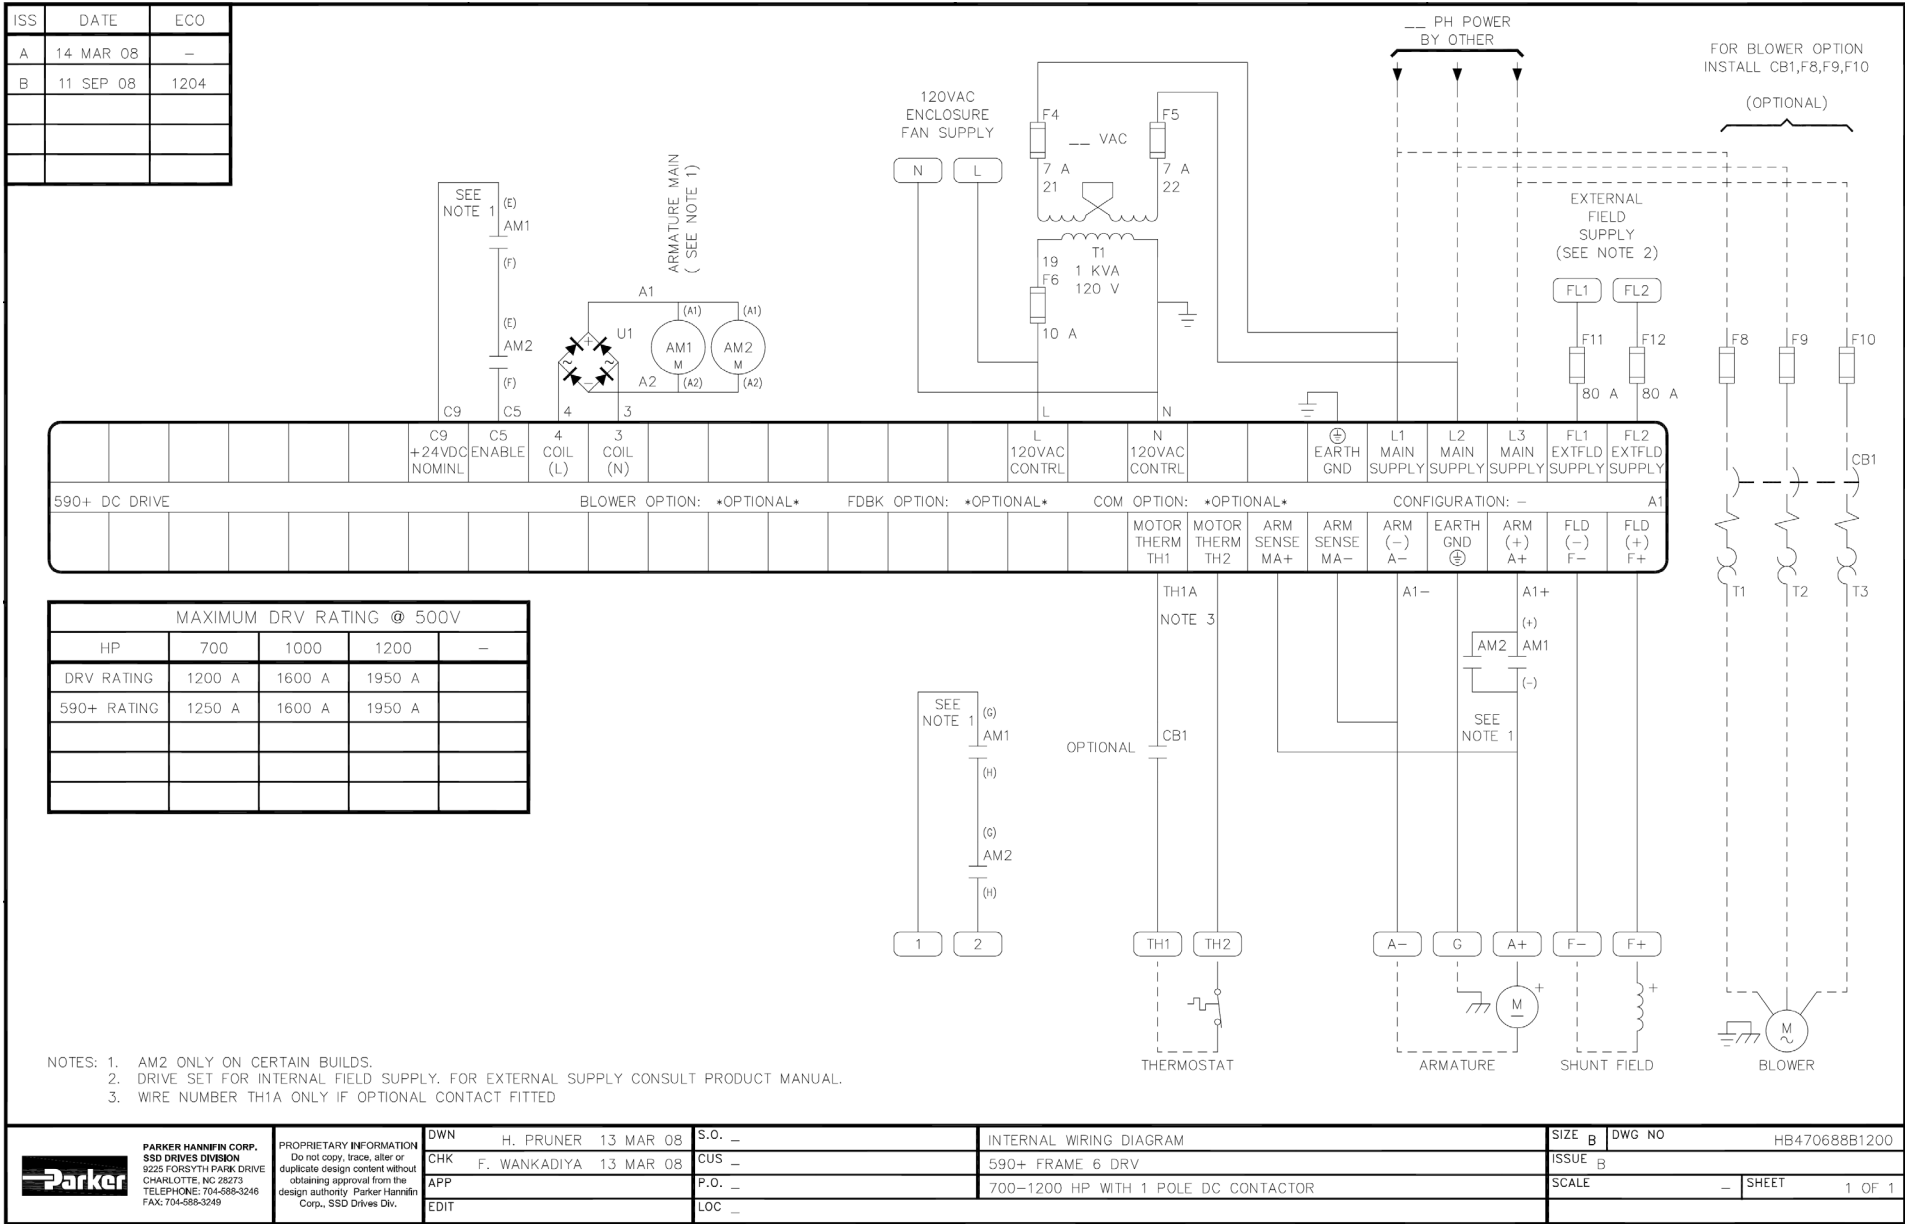 ISS DATE ECO
A 14 MAR 08 -
B 11 SEP 08 1204
__ PH POWER
BY OTHER
FOR BLOWER OPTION
INSTALL CB1,F8,F9,F10
(OPTIONAL)
120VAC
ENCLOSURE
FAN SUPPLY
N L
F4
7 A
21
__ VAC
F5
7 A
22
T1
1 KVA
120 V
19
F6
10 A
SEE
NOTE 1
(E)
AM1
(F)
(E)
AM2
(F)
ARMATURE MAIN
( SEE NOTE 1)
A1
(A1) (A1)
U1
+
~ ~
-
AM1
M
AM2
M
A2
(A2) (A2)
EXTERNAL
FIELD
SUPPLY
(SEE NOTE 2)
FL1 FL2
F11 F12
80 A 80 A
F8 F9 F10
C9 C5 4 3 L N
C9
+24VDC
NOMINL
C5
ENABLE
4
COIL
(L)
3
COIL
(N)
L
120VAC
CONTRL
N
120VAC
CONTRL
EARTH
GND
L1
MAIN
SUPPLY
L2
MAIN
SUPPLY
L3
MAIN
SUPPLY
FL1
EXTFLD
SUPPLY
FL2
EXTFLD
SUPPLY
CB1
590+ DC DRIVE BLOWER OPTION: *OPTIONAL* FDBK OPTION: *OPTIONAL* COM OPTION: *OPTIONAL* CONFIGURATION: - A1
MOTOR
THERM
TH1
MOTOR
THERM
TH2
ARM
SENSE
MA+
ARM
SENSE
MA-
ARM
(-)
A-
EARTH
GND
ARM
(+)
A+
FLD
(-)
F-
FLD
(+)
F+
T1 T2 T3
TH1A
NOTE 3
A1- A1+
(+)
AM2 AM1
(-)
SEE
NOTE 1
MAXIMUM DRV RATING @ 500V
HP 700 1000 1200 -
DRV RATING 1200 A 1600 A 1950 A
590+ RATING 1250 A 1600 A 1950 A
SEE
NOTE 1
(G)
AM1
(H)
(G)
AM2
(H)
OPTIONAL CB1
1 2 TH1 TH2 A- G A+ F- F+
M
+
+
M
~
THERMOSTAT ARMATURE SHUNT FIELD BLOWER
NOTES: 1. AM2 ONLY ON CERTAIN BUILDS.
2. DRIVE SET FOR INTERNAL FIELD SUPPLY. FOR EXTERNAL SUPPLY CONSULT PRODUCT MANUAL.
3. WIRE NUMBER TH1A ONLY IF OPTIONAL CONTACT FITTED
Parker
PARKER HANNIFIN CORP.
SSD DRIVES DIVISION
9225 FORSYTH PARK DRIVE
CHARLOTTE, NC 28273
TELEPHONE: 704-588-3246
FAX: 704-588-3249
PROPRIETARY INFORMATION
Do not copy, trace, alter or
duplicate design content without
obtaining approval from the
design authority Parker Hannifin
Corp., SSD Drives Div.
DWN H. PRUNER 13 MAR 08
CHK F. WANKADIYA 13 MAR 08
APP
EDIT
S.O. _
CUS _
P.O. _
LOC _
INTERNAL WIRING DIAGRAM
590+ FRAME 6 DRV
700-1200 HP WITH 1 POLE DC CONTACTOR
SIZE B DWG NO HB470688B1200
ISSUE B
SCALE - SHEET 1 OF 1